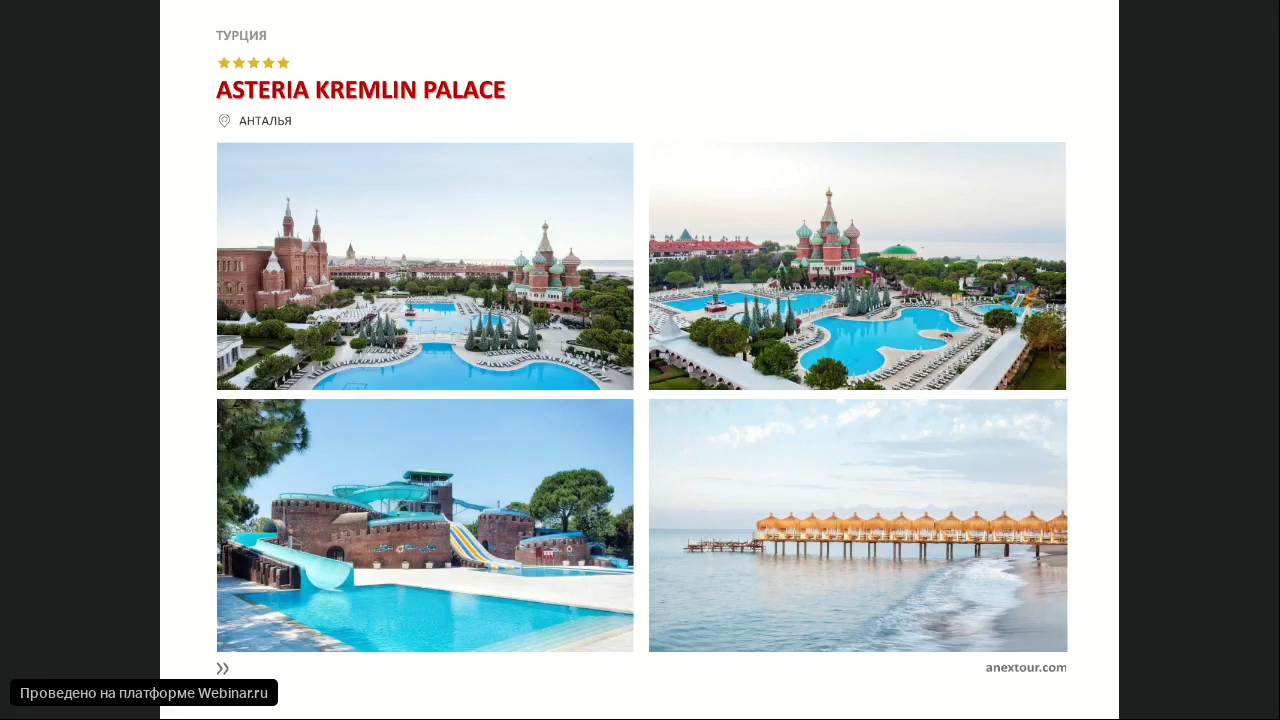 ТУРЦИЯ
ASTERIA KREMLIN PALACE
АНТАЛЬЯ
anextour.com
Проведено на платформе Webinar.ru